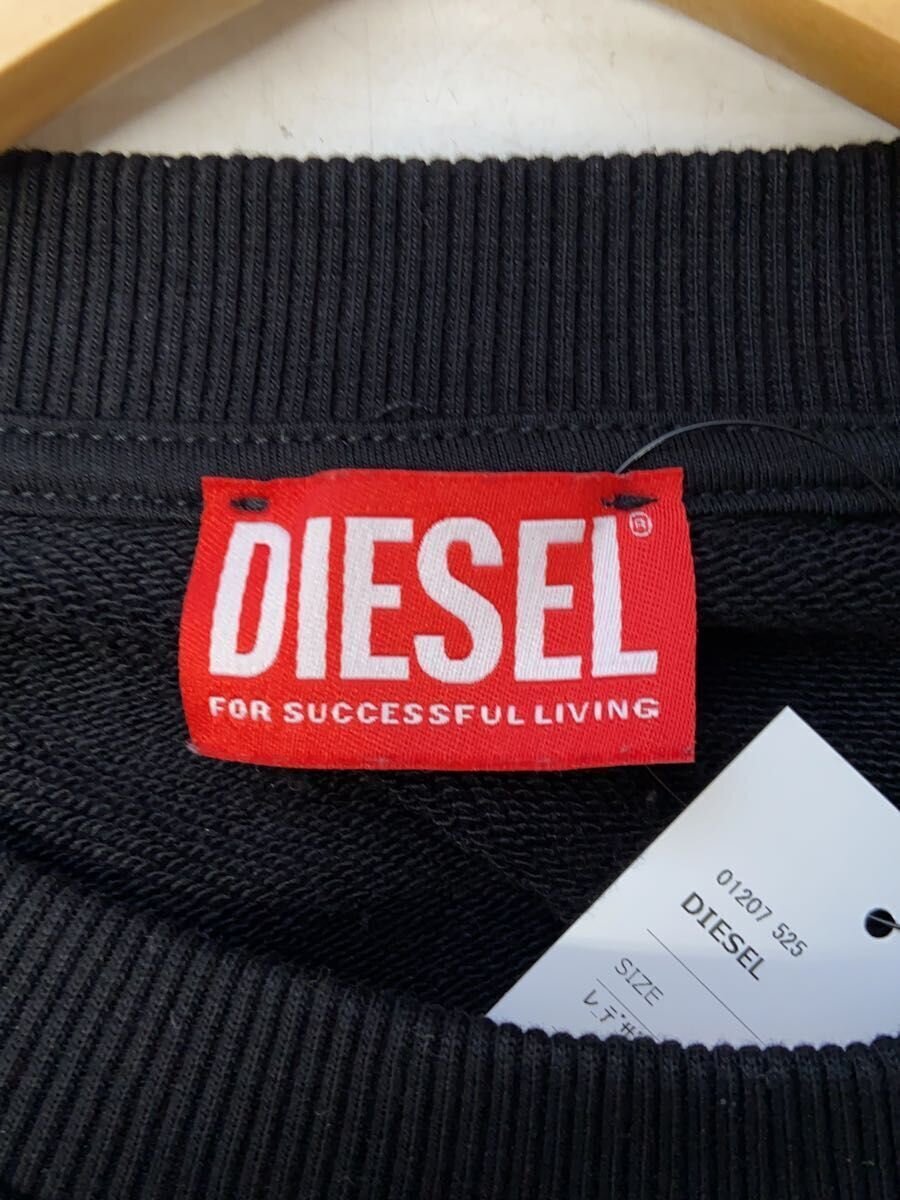 DIESEL®
FOR SUCCESSFUL LIVING
01207 525
DIESEL
SIZE